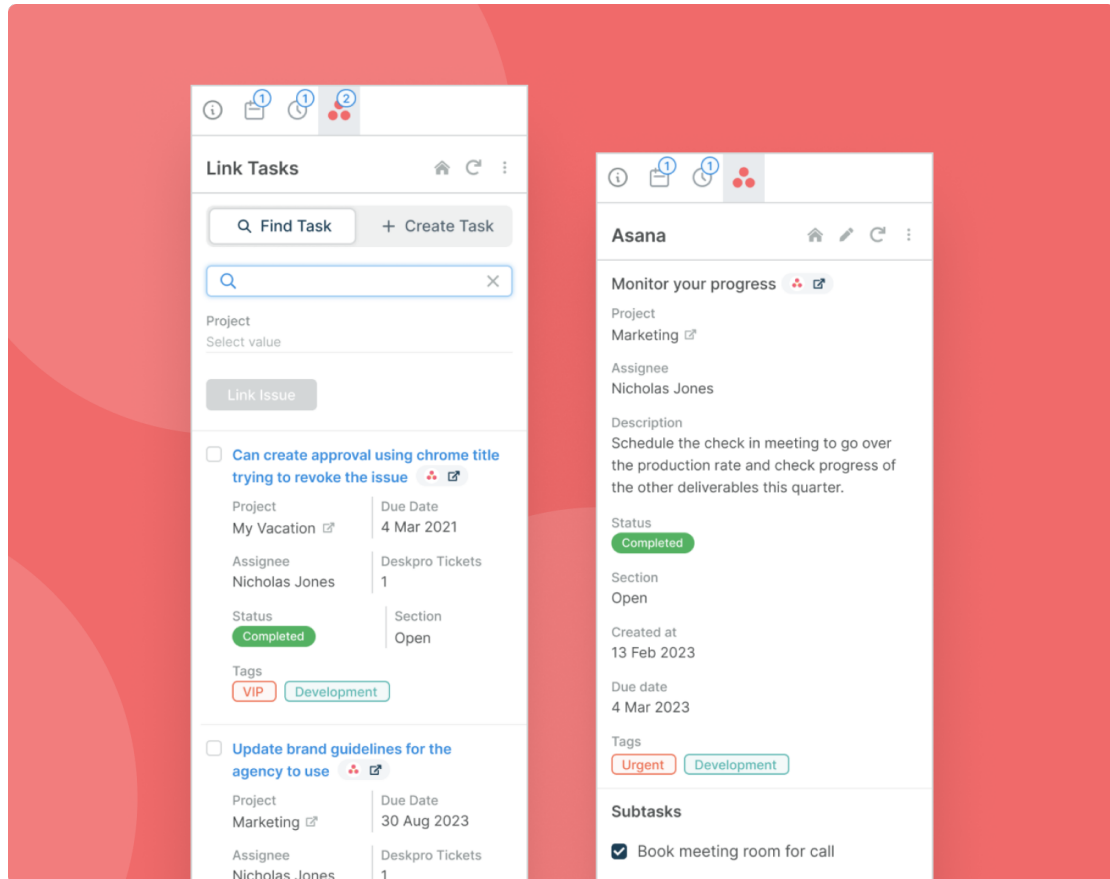 1 1 2
Link Tasks
Find Task + Create Task
Project
Select value
Link Issue
Can create approval using chrome title
trying to revoke the issue
Project Due Date
My Vacation 4 Mar 2021
Assignee Deskpro Tickets
Nicholas Jones 1
Status Section
Completed Open
Tags
VIP Development
Update brand guidelines for the
agency to use
Project Due Date
Marketing 30 Aug 2023
Assignee Deskpro Tickets
Nicholas Jones 1
1 1
Asana
Monitor your progress
Project
Marketing
Assignee
Nicholas Jones
Description
Schedule the check in meeting to go over
the production rate and check progress of
the other deliverables this quarter.
Status
Completed
Section
Open
Created at
13 Feb 2023
Due date
4 Mar 2023
Tags
Urgent Development
Subtasks
Book meeting room for call